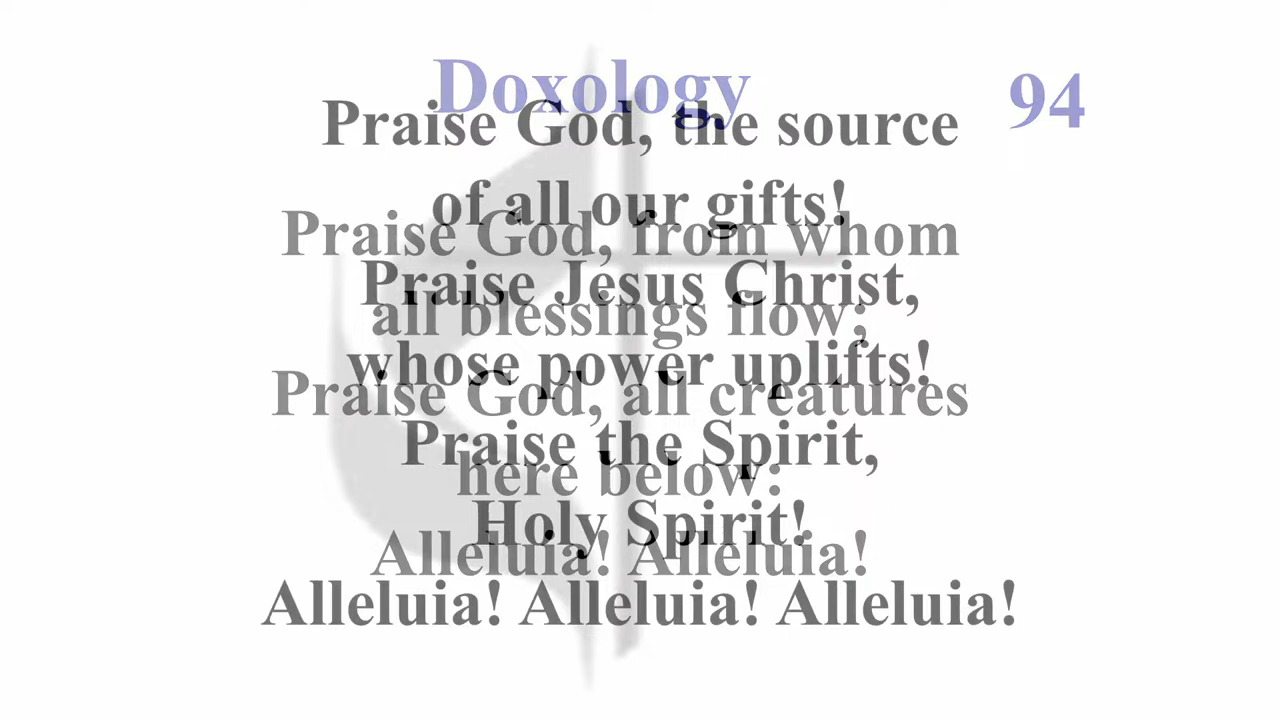 Doxology 94
Praise God, from whom
all blessings flow;
Praise God, all creatures
here below:
Alleluia! Alleluia!
Praise God, the source
of all our gifts!
Praise Jesus Christ,
whose power uplifts!
Praise the Spirit,
Holy Spirit!
Alleluia! Alleluia! Alleluia!